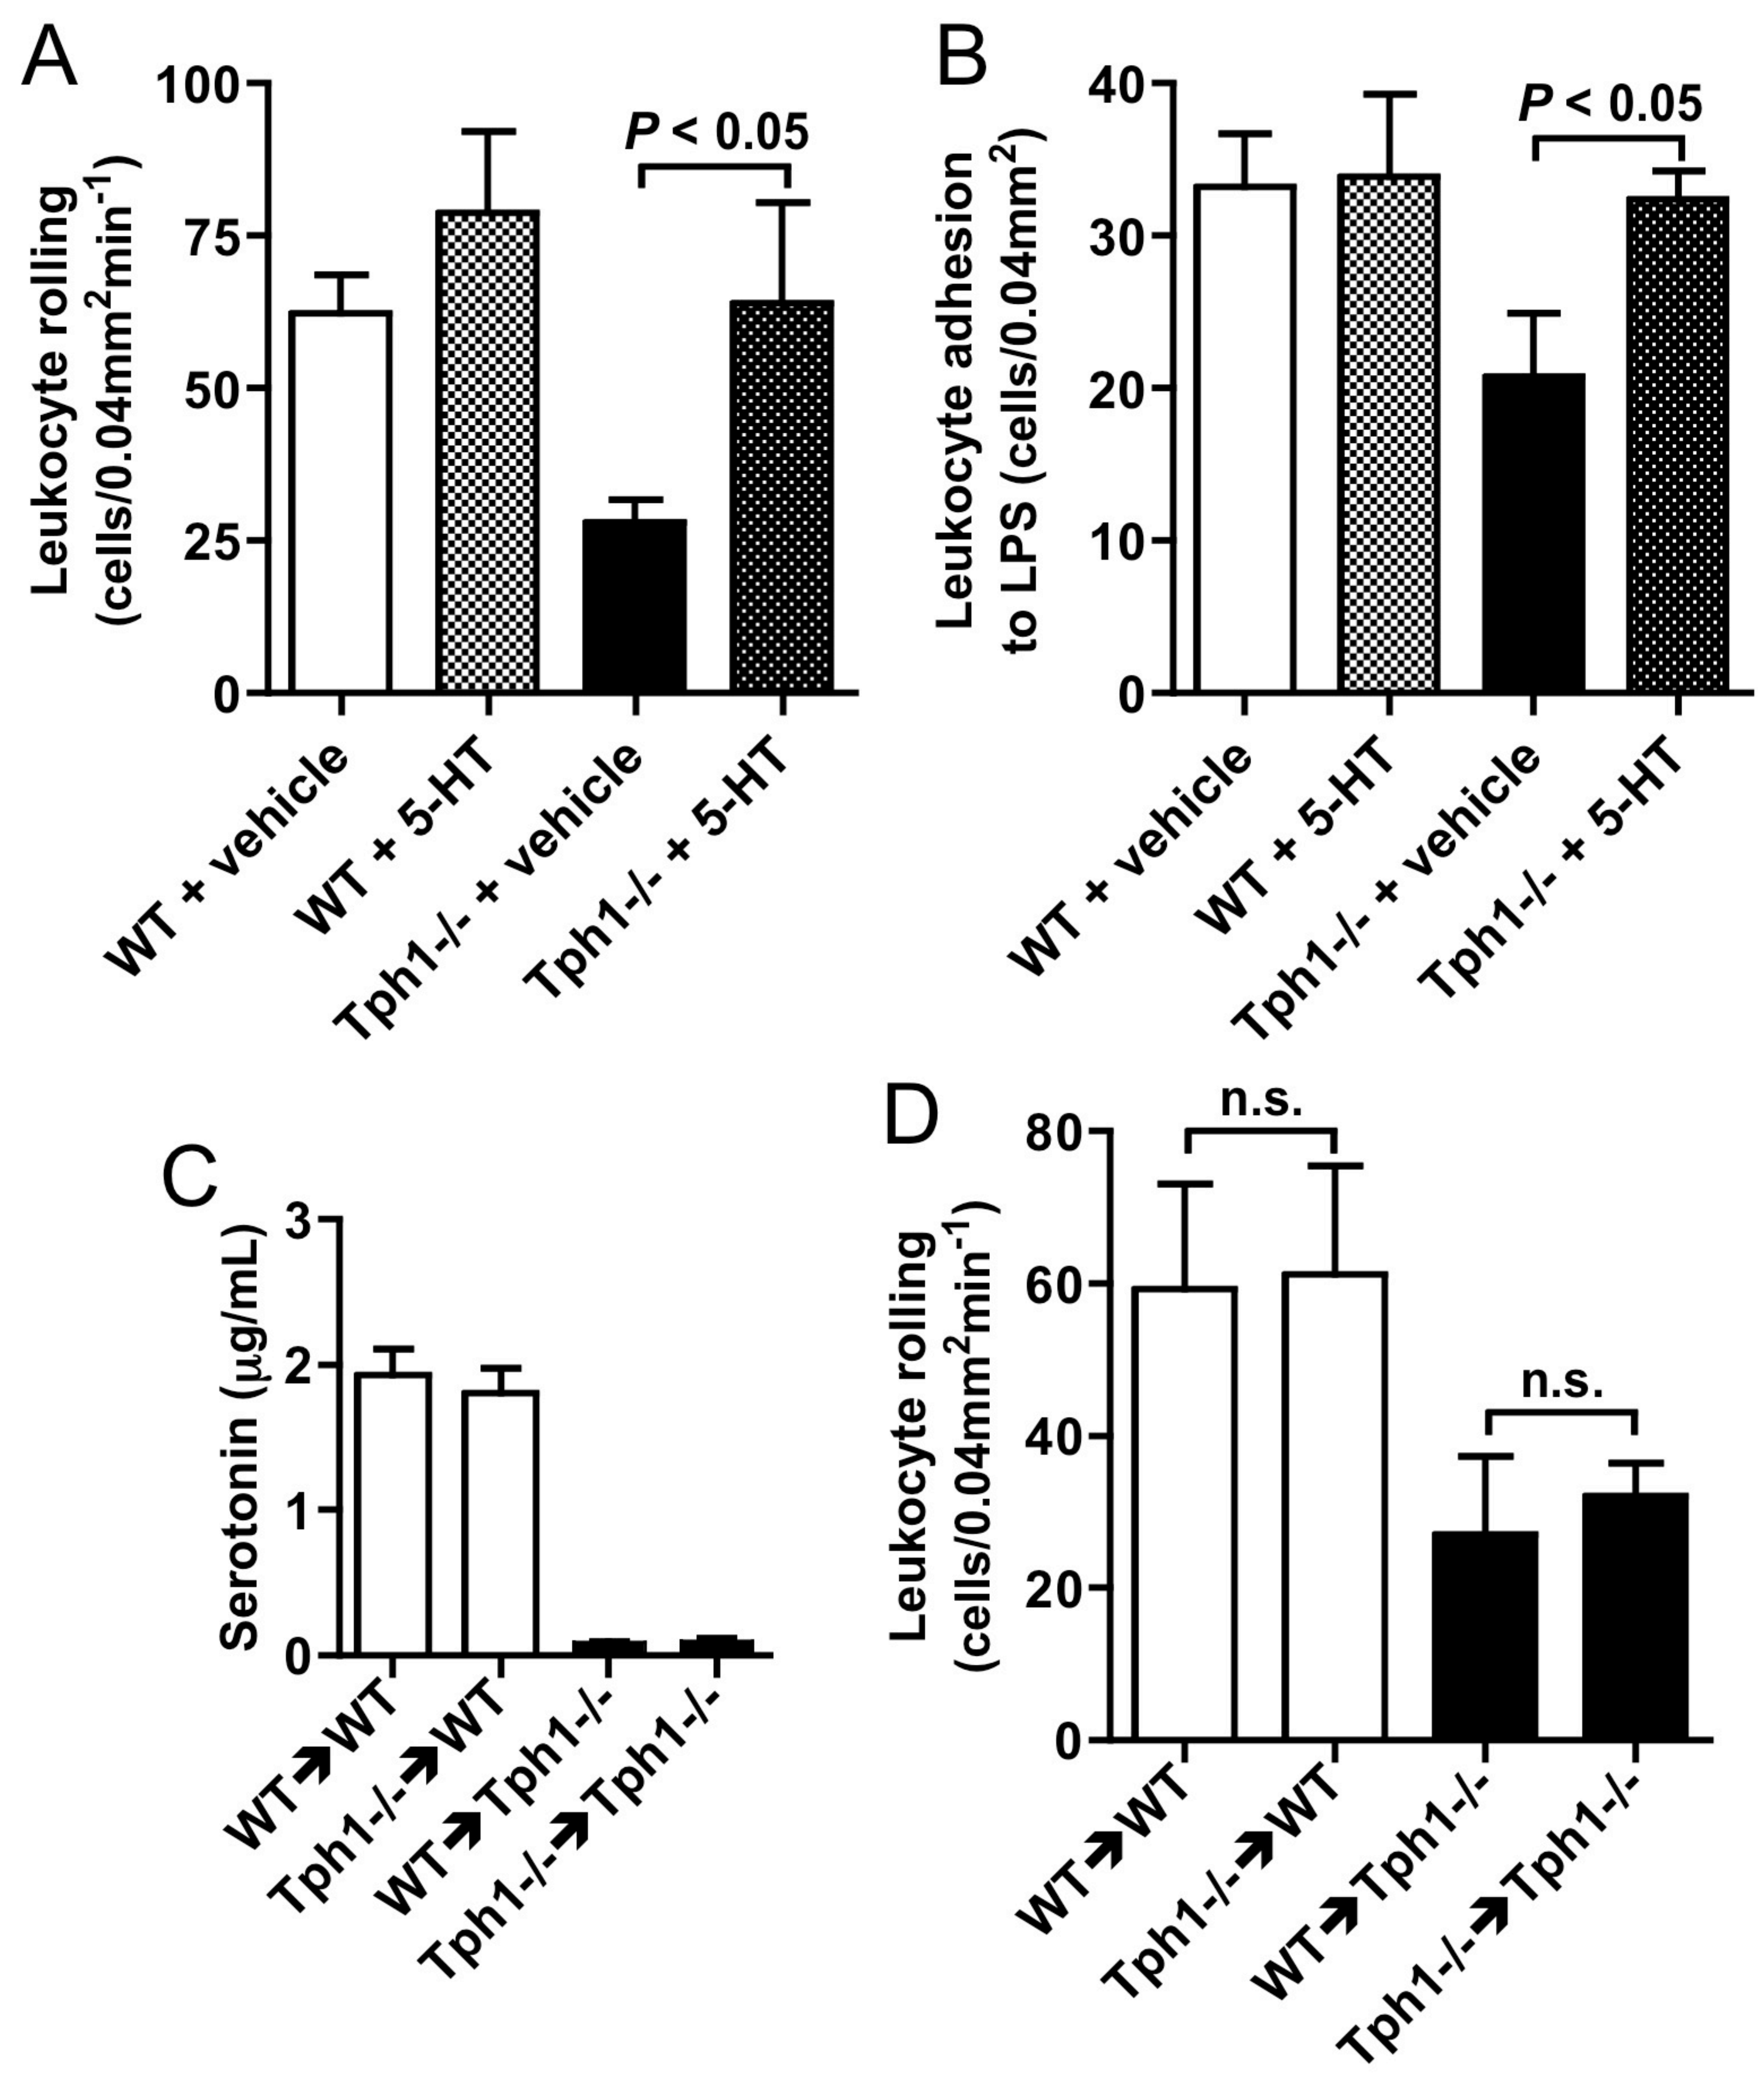 A
Leukocyte rolling
(cells/0.04mm²min⁻¹)
100
75
50
25
0
P < 0.05
WT + vehicle
WT + 5-HT
Tph1-/- + vehicle
Tph1-/- + 5-HT
B
Leukocyte adhesion
to LPS (cells/0.04mm²)
40
30
20
10
0
P < 0.05
WT + vehicle
WT + 5-HT
Tph1-/- + vehicle
Tph1-/- + 5-HT
C
Serotonin (µg/mL)
3
2
1
0
WT➔WT
Tph1-/-➔WT
WT➔Tph1-/-
Tph1-/-➔Tph1-/-
D
Leukocyte rolling
(cells/0.04mm²min⁻¹)
80
60
40
20
0
n.s.
n.s.
WT➔WT
Tph1-/-➔WT
WT➔Tph1-/-
Tph1-/-➔Tph1-/-